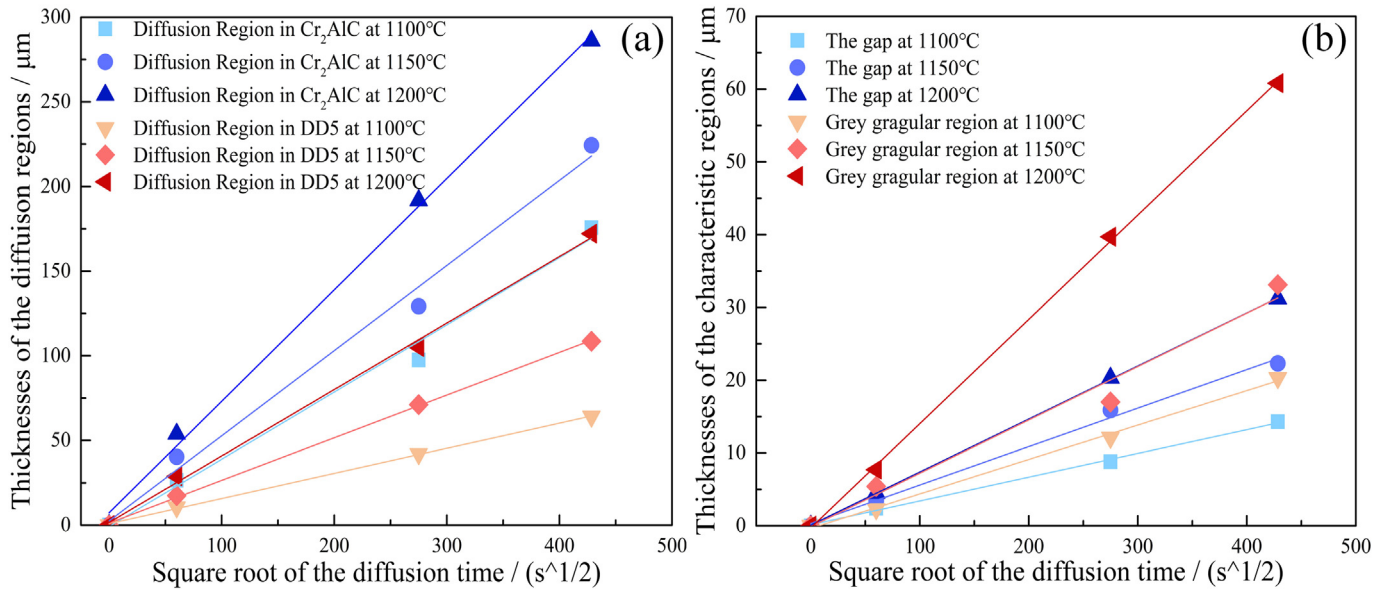 (a)
Diffusion Region in Cr₂AlC at 1100℃
Diffusion Region in Cr₂AlC at 1150℃
Diffusion Region in Cr₂AlC at 1200℃
Diffusion Region in DD5 at 1100℃
Diffusion Region in DD5 at 1150℃
Diffusion Region in DD5 at 1200℃
Thicknesses of the diffuison regions / μm
300
250
200
150
100
50
0
0 100 200 300 400 500
Square root of the diffusion time / (s^1/2)
(b)
The gap at 1100℃
The gap at 1150℃
The gap at 1200℃
Grey gragular region at 1100℃
Grey gragular region at 1150℃
Grey gragular region at 1200℃
Thicknesses of the characteristic regions / μm
70
60
50
40
30
20
10
0
0 100 200 300 400 500
Square root of the diffusion time / (s^1/2)